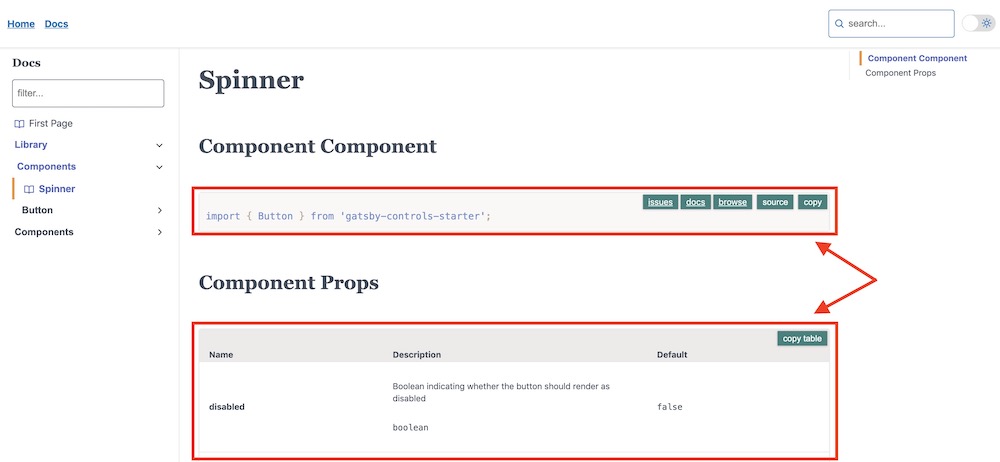 Home Docs
search...
Docs
filter...
First Page
Library
Components
Spinner
Button
Components
Spinner
Component Component
issues docs browse source copy
import { Button } from 'gatsby-controls-starter';
Component Props
copy table
Name Description Default
disabled
Boolean indicating whether the button should render as
disabled
boolean
false
Component Component
Component Props